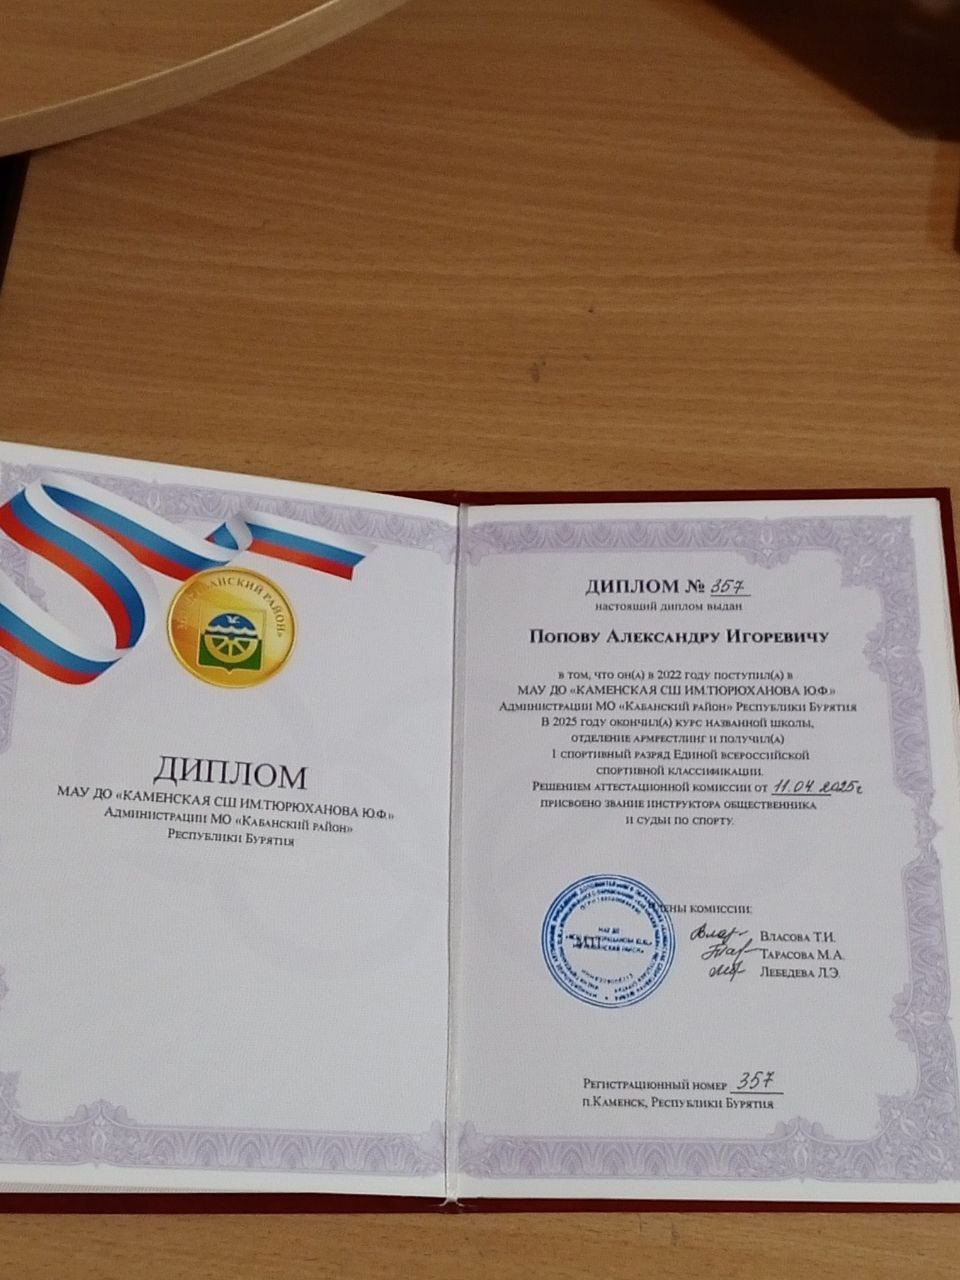 КАБАНСКИЙ РАЙОН»
ДИПЛОМ
МАУ ДО «КАМЕНСКАЯ СШ ИМ.ТЮРЮХАНОВА Ю.Ф.»
Администрации МО «Кабанский район»
Республики Бурятия
ДИПЛОМ № 357
настоящий диплом выдан
Попову Александру Игоревичу
в том, что он(а) в 2022 году поступил(а) в
МАУ ДО «КАМЕНСКАЯ СШ ИМ.ТЮРЮХАНОВА Ю.Ф.»
Администрации МО «Кабанский район» Республики Бурятия
В 2025 году окончил(а) курс названной школы,
отделение армрестлинг и получил(а)
I спортивный разряд Единой всероссийской
спортивной классификации.
Решением Аттестационной комиссии от 11.04 2025г
присвоено звание инструктора общественника
и судьи по спорту.
Члены комиссии:
Власова Т.И.
Тарасова М.А.
Лебедева Л.Э.
Регистрационный номер 357
п.Каменск, Республики Бурятия